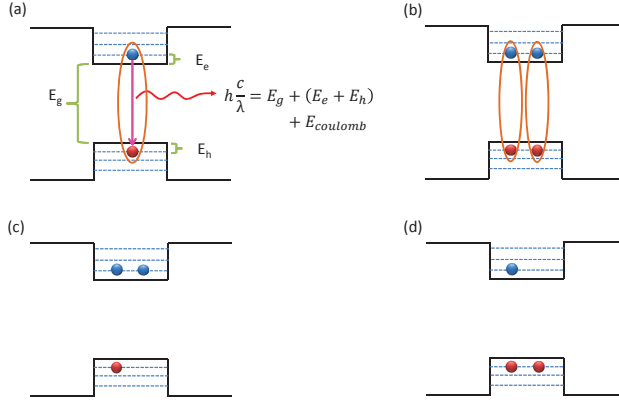 (a)
(b)
E_e
E_g
h c/λ = E_g + (E_e + E_h)
+ E_coulomb
E_h
(c)
(d)